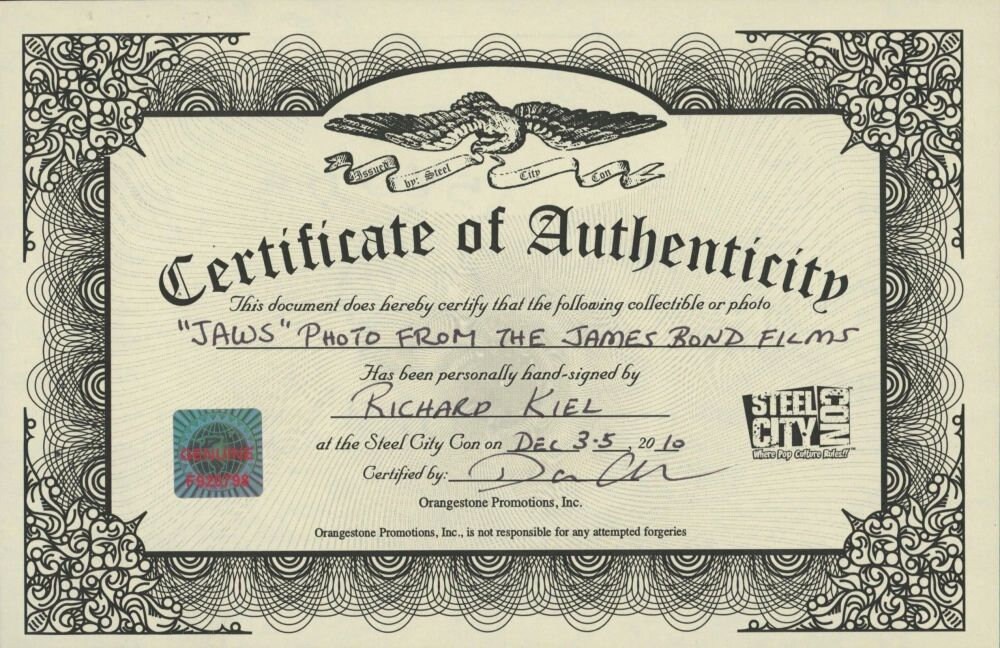 Issued by: Steel City Con
Certificate of Authenticity
This document does hereby certify that the following collectible or photo
"JAWS" PHOTO FROM THE JAMES BOND FILMS
Has been personally hand-signed by
RICHARD KIEL
at the Steel City Con on DEC 3-5, 2010
Certified by:
Orangestone Promotions, Inc.
Orangestone Promotions, Inc., is not responsible for any attempted forgeries
STEEL CITY CON
Where Pop Culture Rules!!